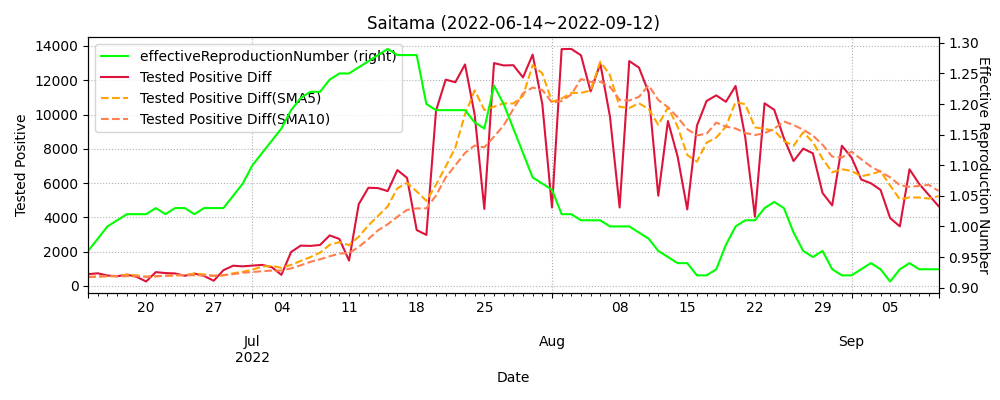 Saitama (2022-06-14~2022-09-12)
effectiveReproductionNumber (right)
Tested Positive Diff
Tested Positive Diff(SMA5)
Tested Positive Diff(SMA10)
Tested Positive
14000
12000
10000
8000
6000
4000
2000
0
1.30
1.25
1.20
1.15
1.10
1.05
1.00
0.95
0.90
Effective Reproduction Number
20 27 04 11 18 25 08 15 22 29 05
Jul Aug Sep
2022
Date